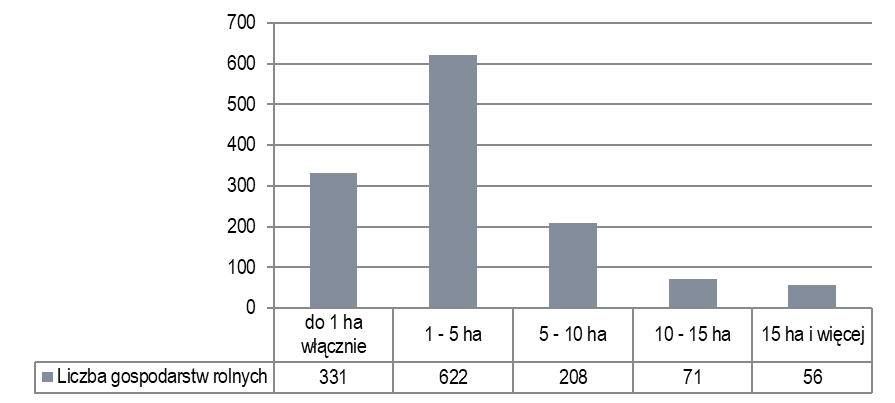 700
600
500
400
300
200
100
0
do 1 ha
włącznie
1 - 5 ha
5 - 10 ha
10 - 15 ha
15 ha i więcej
Liczba gospodarstw rolnych 331 622 208 71 56